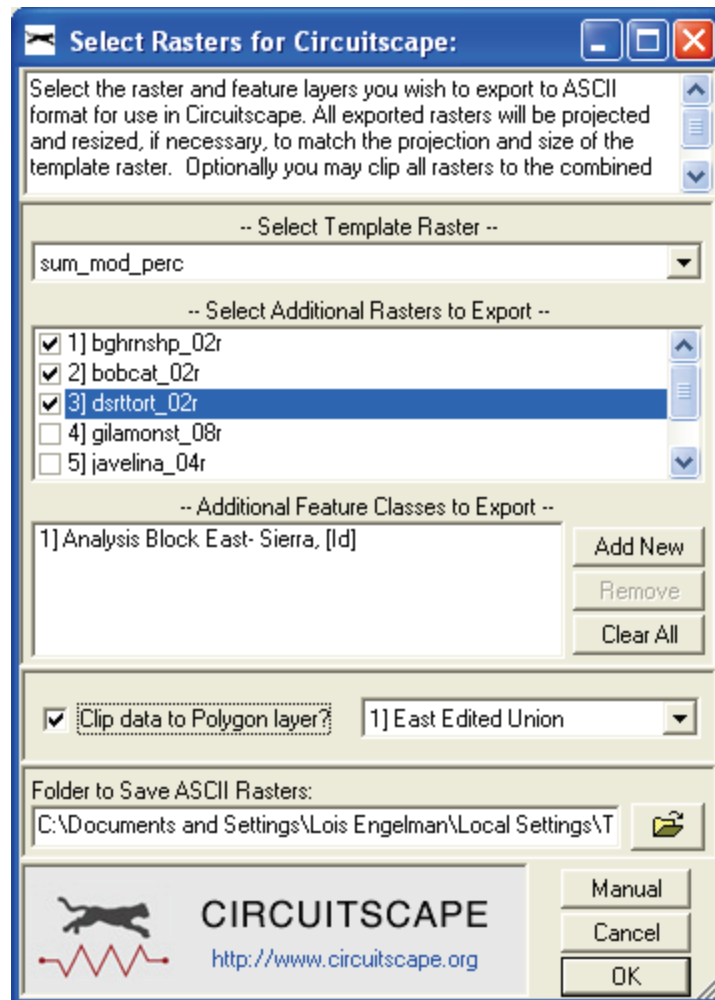 Select Rasters for Circuitscape:
Select the raster and feature layers you wish to export to ASCII
format for use in Circuitscape. All exported rasters will be projected
and resized, if necessary, to match the projection and size of the
template raster.  Optionally you may clip all rasters to the combined
-- Select Template Raster --
sum_mod_perc
-- Select Additional Rasters to Export --
1] bghrnshp_02r
2] bobcat_02r
3] dsrttort_02r
4] gilamonst_08r
5] javelina_04r
-- Additional Feature Classes to Export --
1] Analysis Block East- Sierra, [Id]
Add New
Remove
Clear All
Clip data to Polygon layer?
1] East Edited Union
Folder to Save ASCII Rasters:
C:\Documents and Settings\Lois Engelman\Local Settings\T
CIRCUITSCAPE
http://www.circuitscape.org
Manual
Cancel
OK